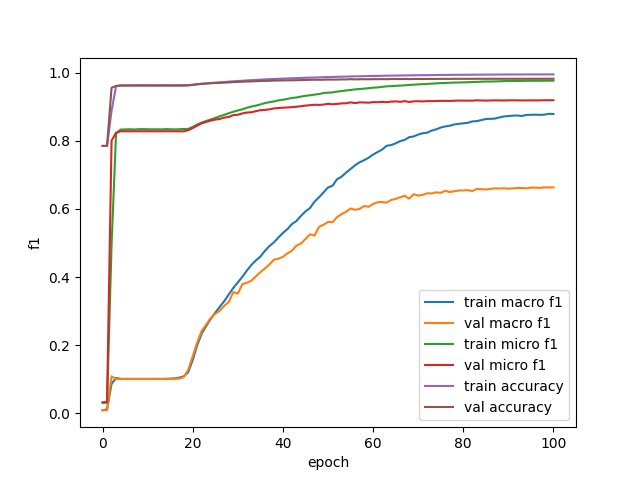 1.0
0.8
0.6
0.4
0.2
0.0
f1
0 20 40 60 80 100
epoch
train macro f1
val macro f1
train micro f1
val micro f1
train accuracy
val accuracy